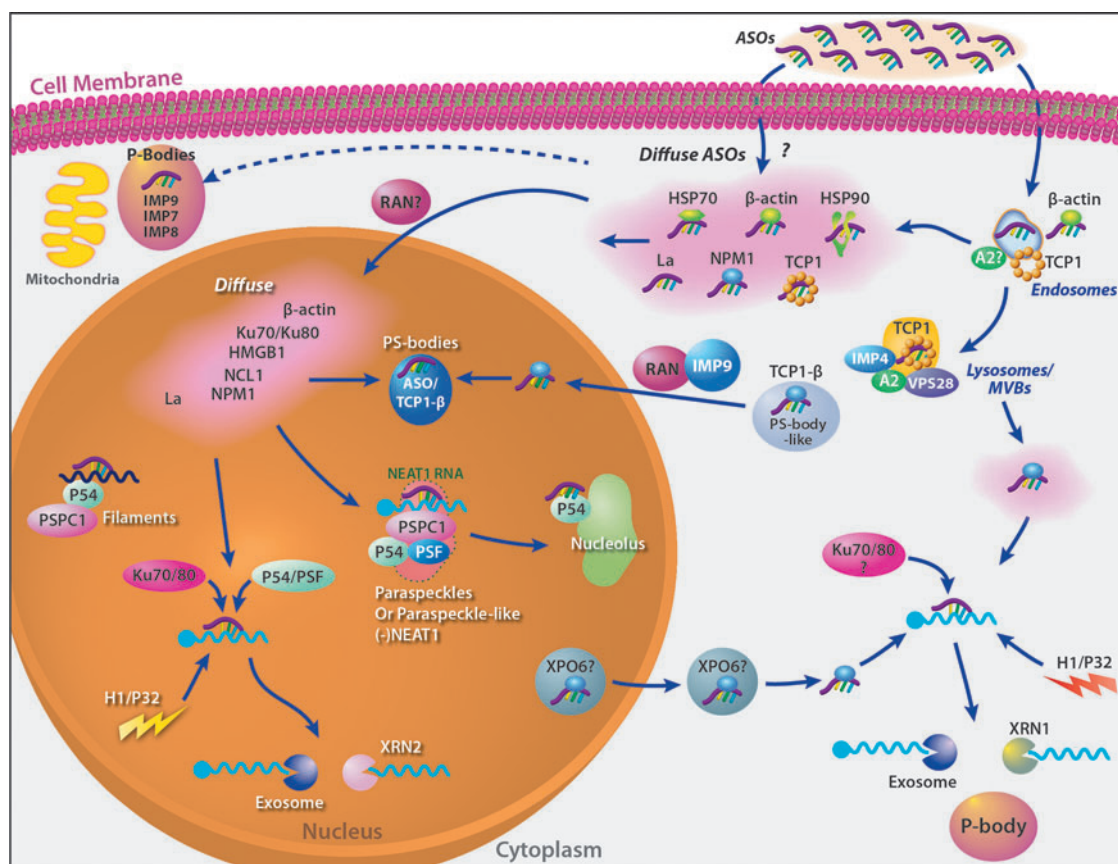 ASOs
Cell Membrane
P-Bodies
IMP9
IMP7
IMP8
Mitochondria
RAN?
Diffuse ASOs
?
HSP70
β-actin
HSP90
La
NPM1
TCP1
β-actin
A2?
TCP1
Endosomes
Diffuse
β-actin
Ku70/Ku80
HMGB1
NCL1
NPM1
La
PS-bodies
ASO/
TCP1-β
RAN
IMP9
TCP1-β
PS-body
-like
TCP1
IMP4
A2
VPS28
Lysosomes/
MVBs
P54
PSPC1
Filaments
NEAT1 RNA
PSPC1
P54
PSF
Paraspeckles
Or Paraspeckle-like
(-)NEAT1
P54
Nucleolus
Ku70/80
P54/PSF
H1/P32
Exosome
XRN2
Nucleus
Cytoplasm
XPO6?
XPO6?
Ku70/80
?
H1/P32
Exosome
XRN1
P-body